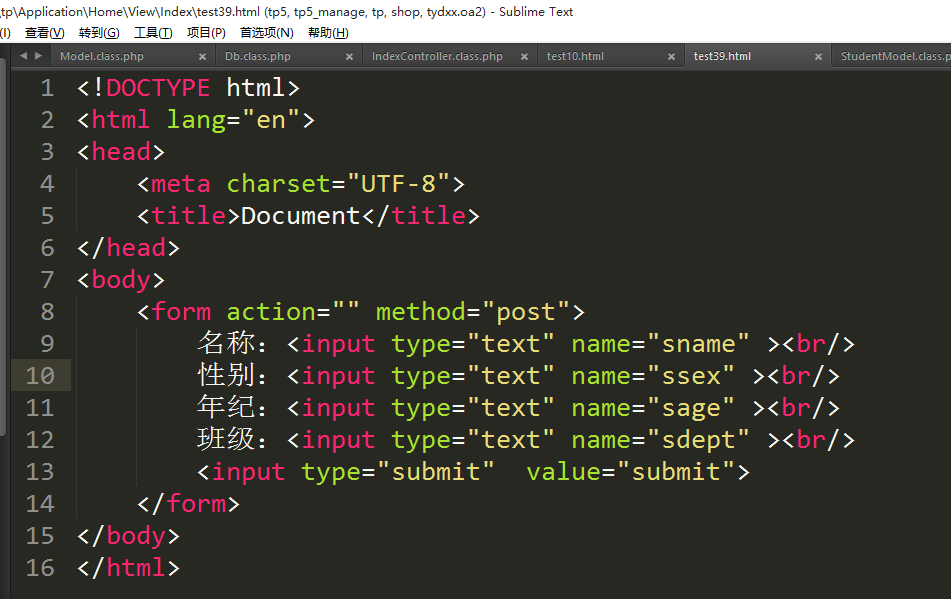 tp\Application\Home\View\Index\test39.html (tp5, tp5_manage, tp, shop, tydxx.oa2) - Sublime Text
(I) 查看(V) 转到(G) 工具(T) 项目(P) 首选项(N) 帮助(H)
Model.class.php × Db.class.php × IndexController.class.php × test10.html × test39.html × StudentModel.class.p
1 <!DOCTYPE html>
2 <html lang="en">
3 <head>
4 <meta charset="UTF-8">
5 <title>Document</title>
6 </head>
7 <body>
8 <form action="" method="post">
9 名称：<input type="text" name="sname" ><br/>
10 性别：<input type="text" name="ssex" ><br/>
11 年纪：<input type="text" name="sage" ><br/>
12 班级：<input type="text" name="sdept" ><br/>
13 <input type="submit"  value="submit">
14 </form>
15 </body>
16 </html>